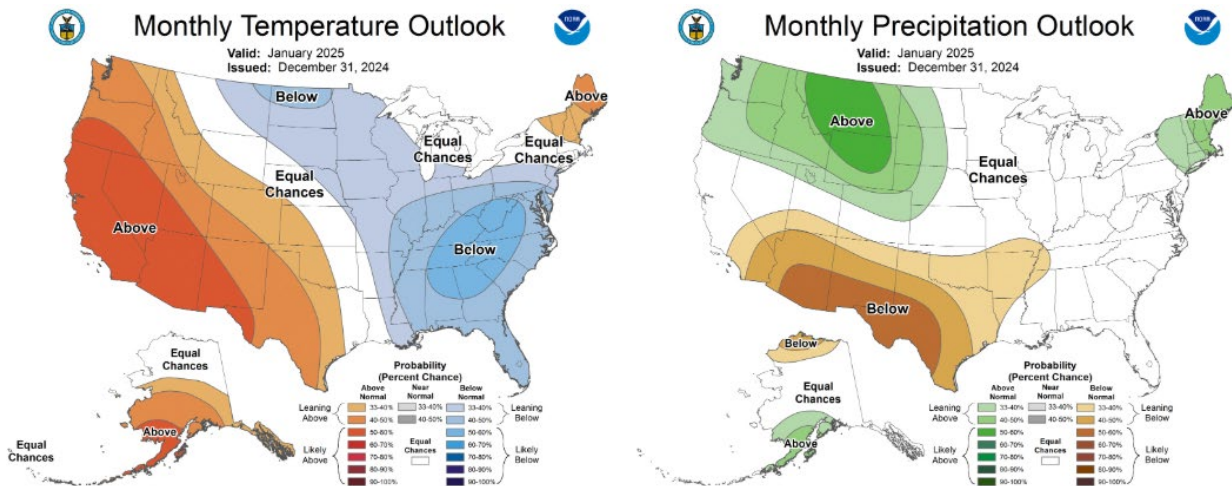 Monthly Temperature Outlook
Valid: January 2025
Issued: December 31, 2024
NOAA
Below
Above
Equal
Chances
Equal
Chances
Equal
Chances
Above
Below
Equal
Chances
Above
Equal
Chances
Probability
(Percent Chance)
Above
Normal
Near
Normal
Below
Normal
Leaning
Above
33-40% 33-40% 33-40%
40-50% 40-50% 40-50%
Leaning
Below
Likely
Above
50-60% 50-60%
60-70% 60-70%
70-80% 70-80%
80-90% 80-90%
90-100% 90-100%
Equal
Chances
Likely
Below
Monthly Precipitation Outlook
Valid: January 2025
Issued: December 31, 2024
NOAA
Above
Above
Equal
Chances
Below
Below
Equal
Chances
Above
Probability
(Percent Chance)
Above
Normal
Near
Normal
Below
Normal
Leaning
Above
33-40% 33-40% 33-40%
40-50% 40-50% 40-50%
Leaning
Below
Likely
Above
50-60% 50-60%
60-70% 60-70%
70-80% 70-80%
80-90% 80-90%
90-100% 90-100%
Equal
Chances
Likely
Below